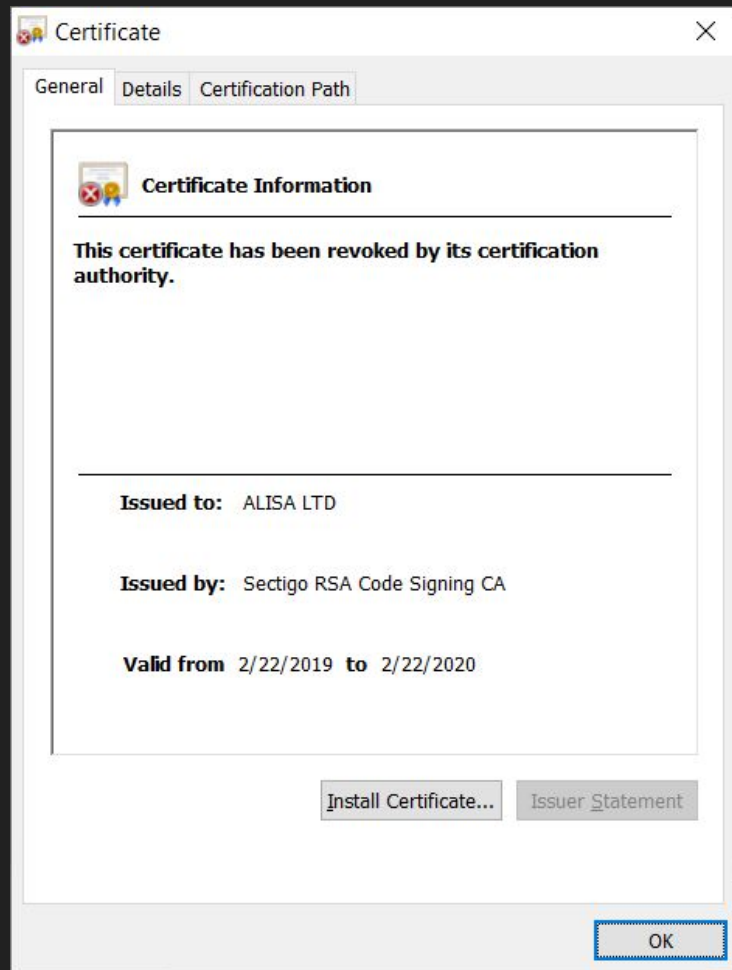 Certificate
General Details Certification Path
Certificate Information
This certificate has been revoked by its certification
authority.
Issued to: ALISA LTD
Issued by: Sectigo RSA Code Signing CA
Valid from 2/22/2019 to 2/22/2020
Install Certificate... Issuer Statement
OK